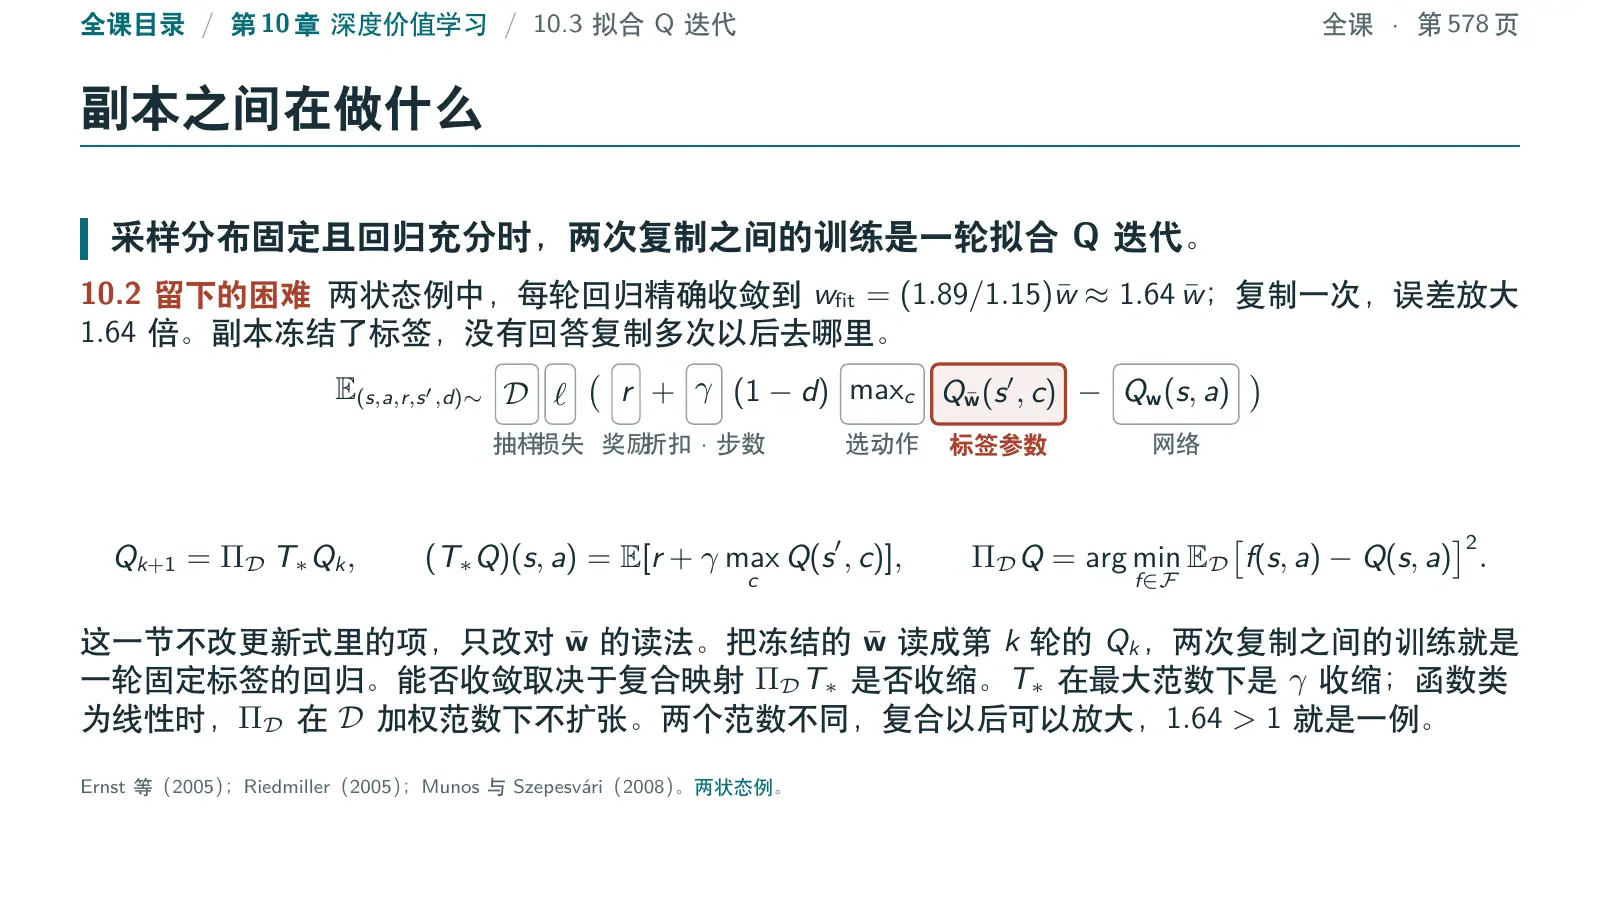 全课目录 / 第 10 章 深度价值学习 / 10.3 拟合 Q 迭代
全课 · 第 578 页
副本之间在做什么
采样分布固定且回归充分时，两次复制之间的训练是一轮拟合 Q 迭代。
10.2 留下的困难 两状态例中，每轮回归精确收敛到 w_fit = (1.89/1.15)w̄ ≈ 1.64 w̄；复制一次，误差放大
1.64 倍。副本冻结了标签，没有回答复制多次以后去哪里。
𝔼_(s,a,r,s′,d)∼ 𝒟 ℓ ( r + γ (1 − d) max_c Q_w̄(s′, c) − Q_w(s, a) )
抽样 损失 奖励 折扣 · 步数 选动作 标签参数 网络
Q_{k+1} = Π_𝒟 T_* Q_k, (T_* Q)(s, a) = 𝔼[r + γ max_c Q(s′, c)], Π_𝒟 Q = arg min_{f∈ℱ} 𝔼_𝒟[f(s, a) − Q(s, a)]².
这一节不改更新式里的项，只改对 w̄ 的读法。把冻结的 w̄ 读成第 k 轮的 Q_k，两次复制之间的训练就是
一轮固定标签的回归。能否收敛取决于复合映射 Π_𝒟 T_* 是否收缩。T_* 在最大范数下是 γ 收缩；函数类
为线性时，Π_𝒟 在 𝒟 加权范数下不扩张。两个范数不同，复合以后可以放大，1.64 > 1 就是一例。
Ernst 等（2005）；Riedmiller（2005）；Munos 与 Szepesvári（2008）。两状态例。